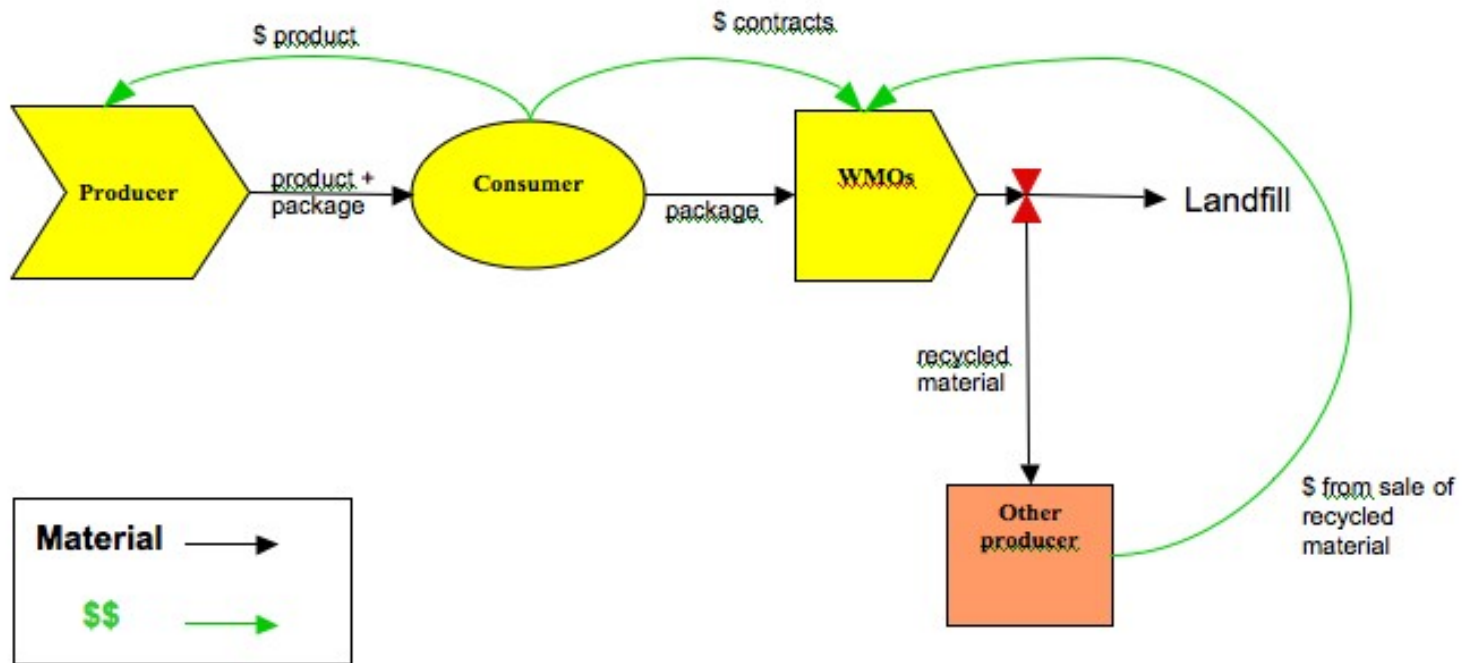 $ product
$ contracts
Producer
product +
package
Consumer
package
WMOs
Landfill
recycled
material
Other
producer
$ from sale of
recycled
material
Material
$$